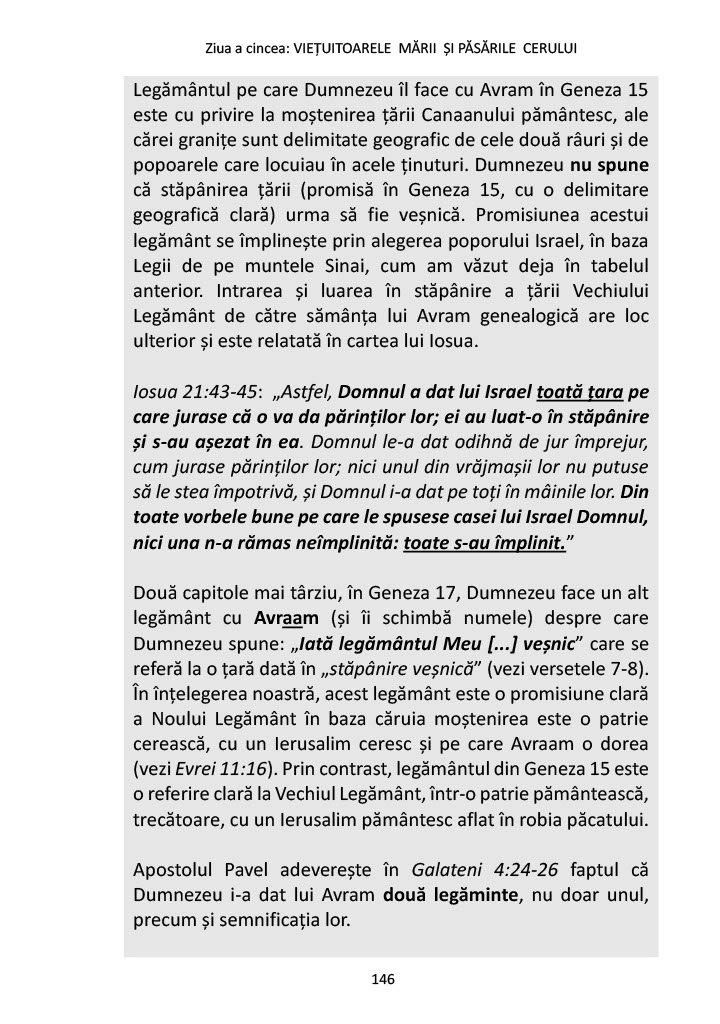 Ziua a cincea: VIEȚUITOARELE MĂRII ȘI PĂSĂRILE CERULUI
Legământul pe care Dumnezeu îl face cu Avram în Geneza 15
este cu privire la moștenirea țării Canaanului pământesc, ale
cărei granițe sunt delimitate geografic de cele două râuri și de
popoarele care locuiau în acele ținuturi. Dumnezeu nu spune
că stăpânirea țării (promisă în Geneza 15, cu o delimitare
geografică clară) urma să fie veșnică. Promisiunea acestui
legământ se împlinește prin alegerea poporului Israel, în baza
Legii de pe muntele Sinai, cum am văzut deja în tabelul
anterior. Intrarea și luarea în stăpânire a țării Vechiului
Legământ de către sămânța lui Avram genealogică are loc
ulterior și este relatată în cartea lui Iosua.
Iosua 21:43-45: „Astfel, Domnul a dat lui Israel toată țara pe
care jurase că o va da părinților lor; ei au luat-o în stăpânire
și s-au așezat în ea. Domnul le-a dat odihnă de jur împrejur,
cum jurase părinților lor; nici unul din vrăjmașii lor nu putuse
să le stea împotrivă, și Domnul i-a dat pe toți în mâinile lor. Din
toate vorbele bune pe care le spusese casei lui Israel Domnul,
nici una n-a rămas neîmplinită: toate s-au împlinit.”
Două capitole mai târziu, în Geneza 17, Dumnezeu face un alt
legământ cu Avraam (și îi schimbă numele) despre care
Dumnezeu spune: „Iată legământul Meu [...] veșnic” care se
referă la o țară dată în „stăpânire veșnică” (vezi versetele 7-8).
În înțelegerea noastră, acest legământ este o promisiune clară
a Noului Legământ în baza căruia moștenirea este o patrie
cerească, cu un Ierusalim ceresc și pe care Avraam o dorea
(vezi Evrei 11:16). Prin contrast, legământul din Geneza 15 este
o referire clară la Vechiul Legământ, într-o patrie pământească,
trecătoare, cu un Ierusalim pământesc aflat în robia păcatului.
Apostolul Pavel adeverește în Galateni 4:24-26 faptul că
Dumnezeu i-a dat lui Avram două legăminte, nu doar unul,
precum și semnificația lor.
146